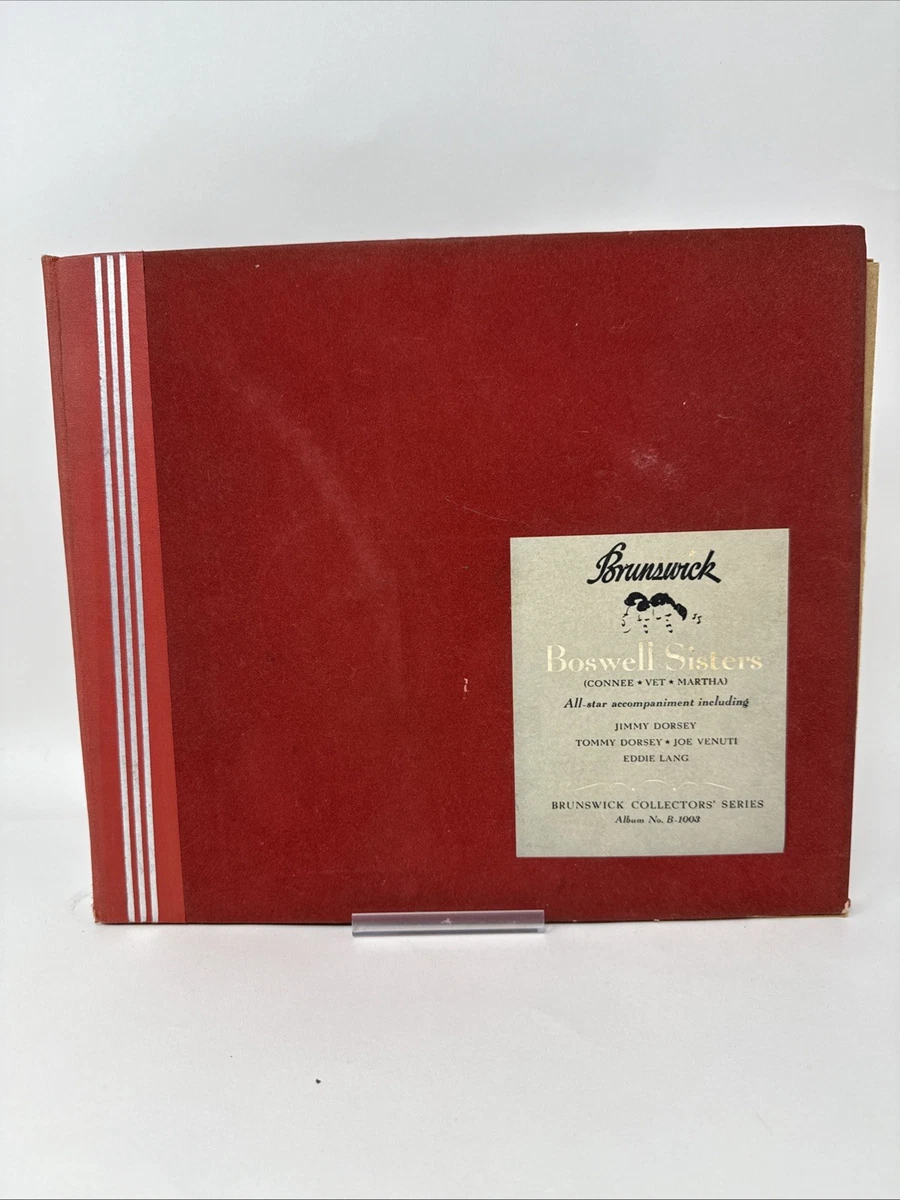 Brunswick
Boswell Sisters
(CONNEE ★ VET ★ MARTHA)
All-star accompaniment including
JIMMY DORSEY
TOMMY DORSEY ★ JOE VENUTI
EDDIE LANG
BRUNSWICK COLLECTORS' SERIES
Album No. B-1003